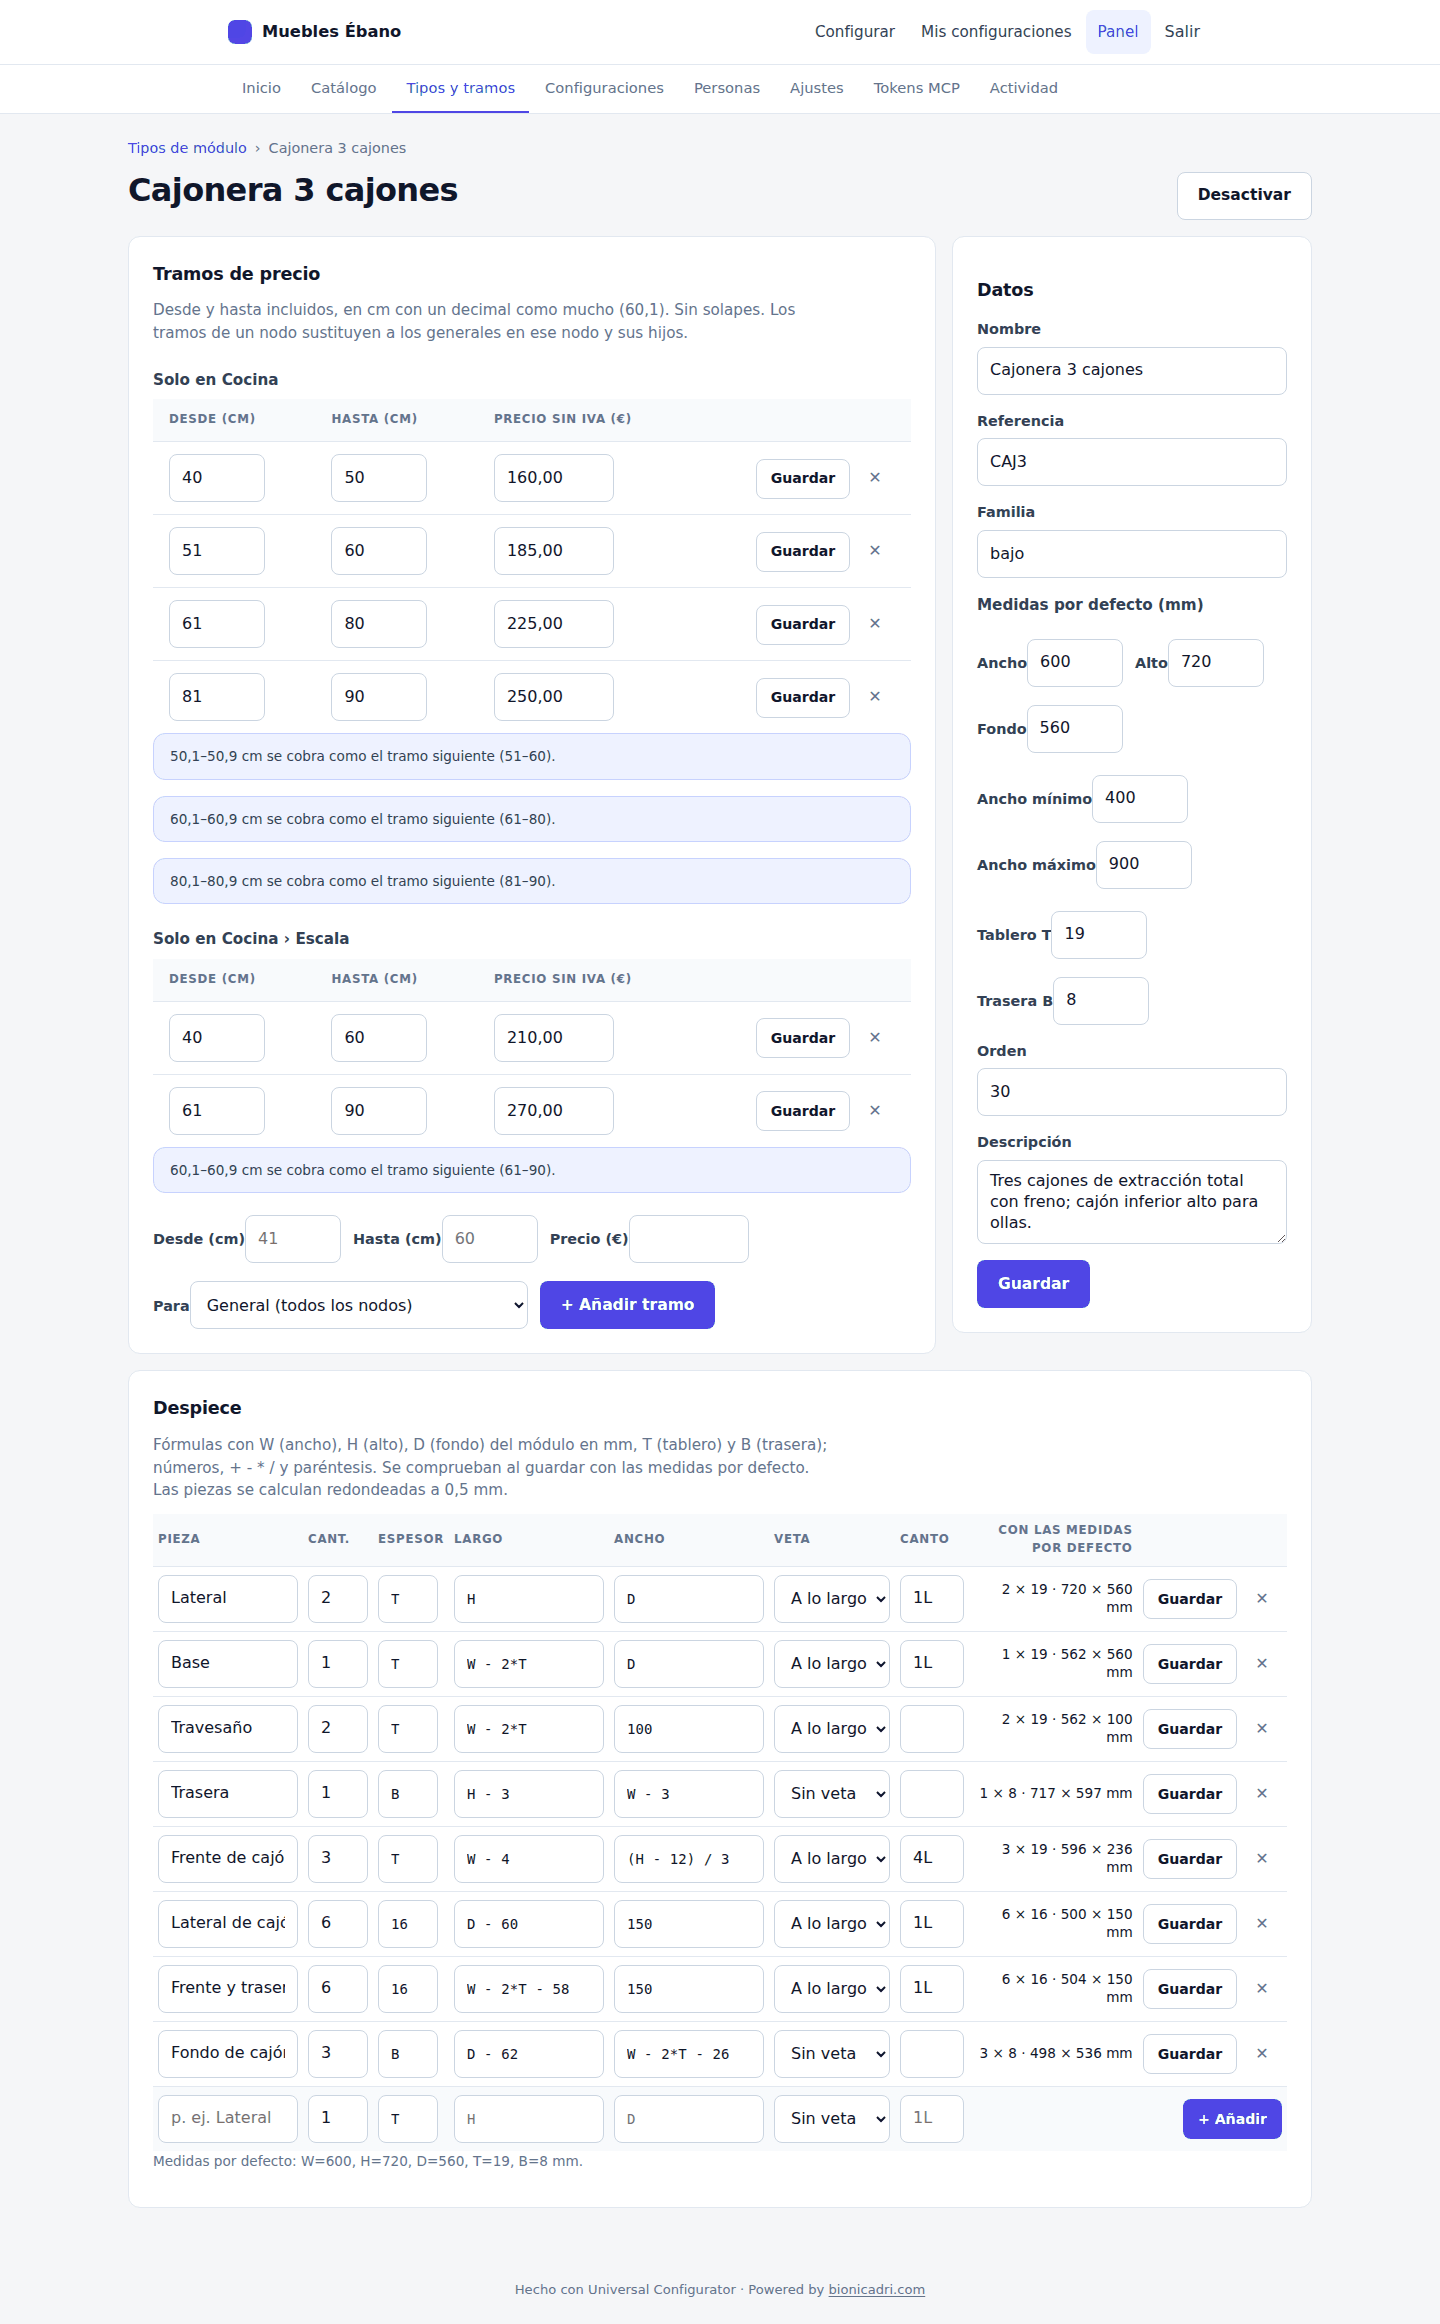 Muebles Ébano
Configurar
Mis configuraciones
Panel
Salir
Inicio
Catálogo
Tipos y tramos
Configuraciones
Personas
Ajustes
Tokens MCP
Actividad
Tipos de módulo › Cajonera 3 cajones
Cajonera 3 cajones
Desactivar
Tramos de precio
Desde y hasta incluidos, en cm con un decimal como mucho (60,1). Sin solapes. Los
tramos de un nodo sustituyen a los generales en ese nodo y sus hijos.
Solo en Cocina
DESDE (CM) HASTA (CM) PRECIO SIN IVA (€)
40 50 160,00 Guardar ✕
51 60 185,00 Guardar ✕
61 80 225,00 Guardar ✕
81 90 250,00 Guardar ✕
50,1–50,9 cm se cobra como el tramo siguiente (51–60).
60,1–60,9 cm se cobra como el tramo siguiente (61–80).
80,1–80,9 cm se cobra como el tramo siguiente (81–90).
Solo en Cocina › Escala
DESDE (CM) HASTA (CM) PRECIO SIN IVA (€)
40 60 210,00 Guardar ✕
61 90 270,00 Guardar ✕
60,1–60,9 cm se cobra como el tramo siguiente (61–90).
Desde (cm) 41 Hasta (cm) 60 Precio (€)
Para General (todos los nodos) + Añadir tramo
Datos
Nombre
Cajonera 3 cajones
Referencia
CAJ3
Familia
bajo
Medidas por defecto (mm)
Ancho 600 Alto 720
Fondo 560
Ancho mínimo 400
Ancho máximo 900
Tablero T 19
Trasera B 8
Orden
30
Descripción
Tres cajones de extracción total
con freno; cajón inferior alto para
ollas.
Guardar
Despiece
Fórmulas con W (ancho), H (alto), D (fondo) del módulo en mm, T (tablero) y B (trasera);
números, + - * / y paréntesis. Se comprueban al guardar con las medidas por defecto.
Las piezas se calculan redondeadas a 0,5 mm.
PIEZA CANT. ESPESOR LARGO ANCHO VETA CANTO CON LAS MEDIDAS
POR DEFECTO
Lateral 2 T H D A lo largo 1L 2 × 19 · 720 × 560
mm Guardar ✕
Base 1 T W - 2*T D A lo largo 1L 1 × 19 · 562 × 560
mm Guardar ✕
Travesaño 2 T W - 2*T 100 A lo largo 2 × 19 · 562 × 100
mm Guardar ✕
Trasera 1 B H - 3 W - 3 Sin veta 1 × 8 · 717 × 597 mm Guardar ✕
Frente de cajó 3 T W - 4 (H - 12) / 3 A lo largo 4L 3 × 19 · 596 × 236
mm Guardar ✕
Lateral de cajó 6 16 D - 60 150 A lo largo 1L 6 × 16 · 500 × 150
mm Guardar ✕
Frente y traser 6 16 W - 2*T - 58 150 A lo largo 1L 6 × 16 · 504 × 150
mm Guardar ✕
Fondo de cajón 3 B D - 62 W - 2*T - 26 Sin veta 3 × 8 · 498 × 536 mm Guardar ✕
p. ej. Lateral 1 T H D Sin veta 1L + Añadir
Medidas por defecto: W=600, H=720, D=560, T=19, B=8 mm.
Hecho con Universal Configurator · Powered by bionicadri.com